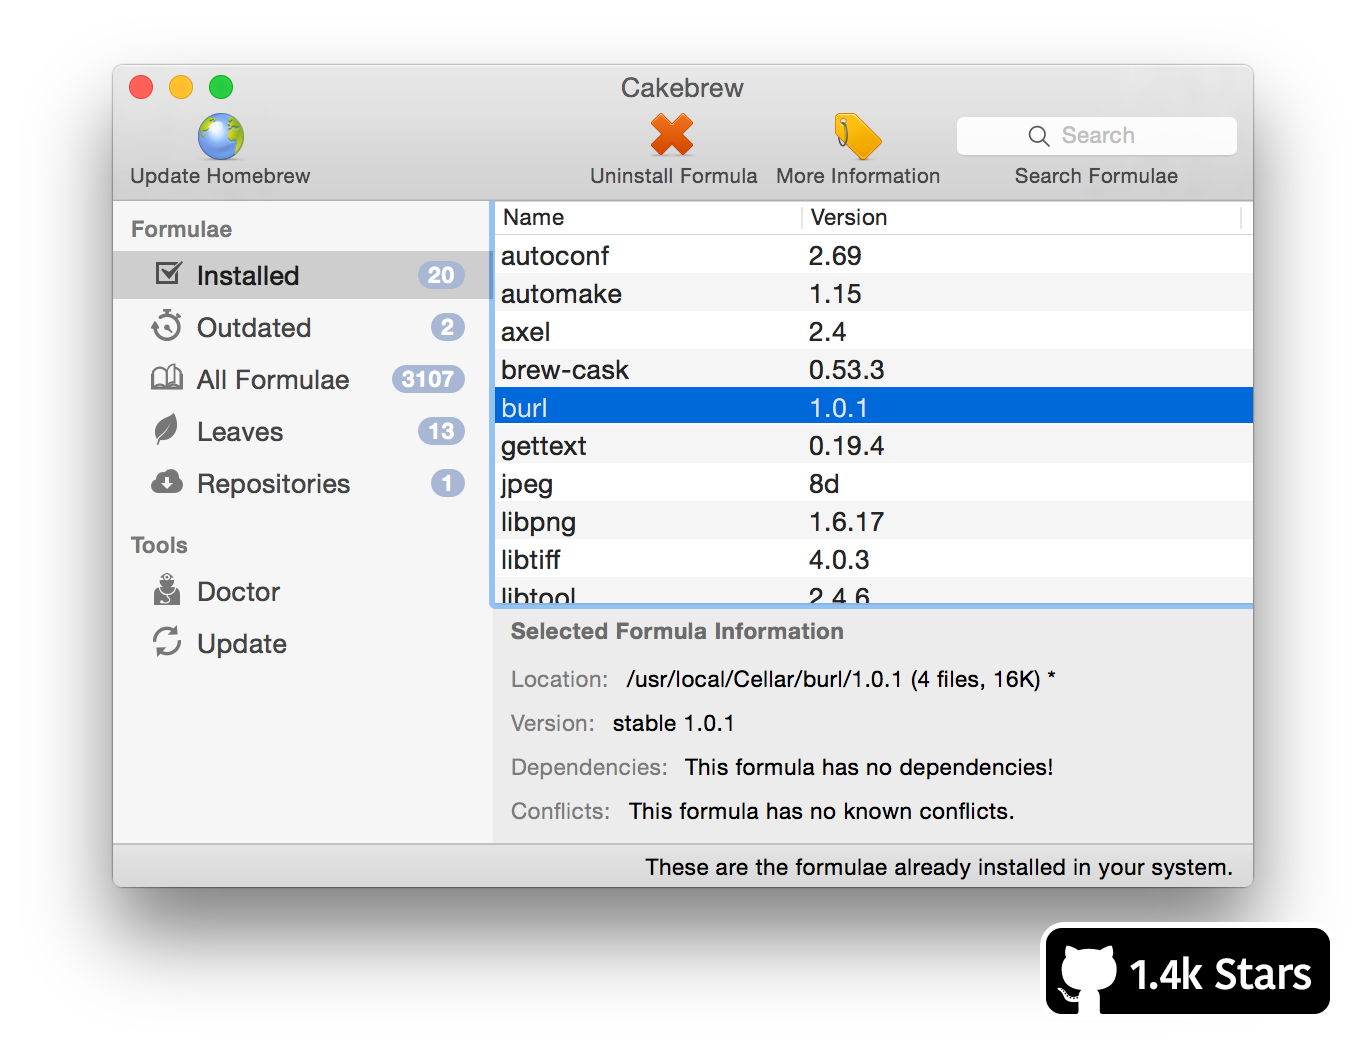 Cakebrew
Update Homebrew
Uninstall Formula
More Information
Search
Search Formulae
Formulae
Installed 20
Outdated 2
All Formulae 3107
Leaves 13
Repositories 1
Tools
Doctor
Update
Name Version
autoconf 2.69
automake 1.15
axel 2.4
brew-cask 0.53.3
burl 1.0.1
gettext 0.19.4
jpeg 8d
libpng 1.6.17
libtiff 4.0.3
libtool 2.4.6
Selected Formula Information
Location: /usr/local/Cellar/burl/1.0.1 (4 files, 16K) *
Version: stable 1.0.1
Dependencies: This formula has no dependencies!
Conflicts: This formula has no known conflicts.
These are the formulae already installed in your system.
1.4k Stars